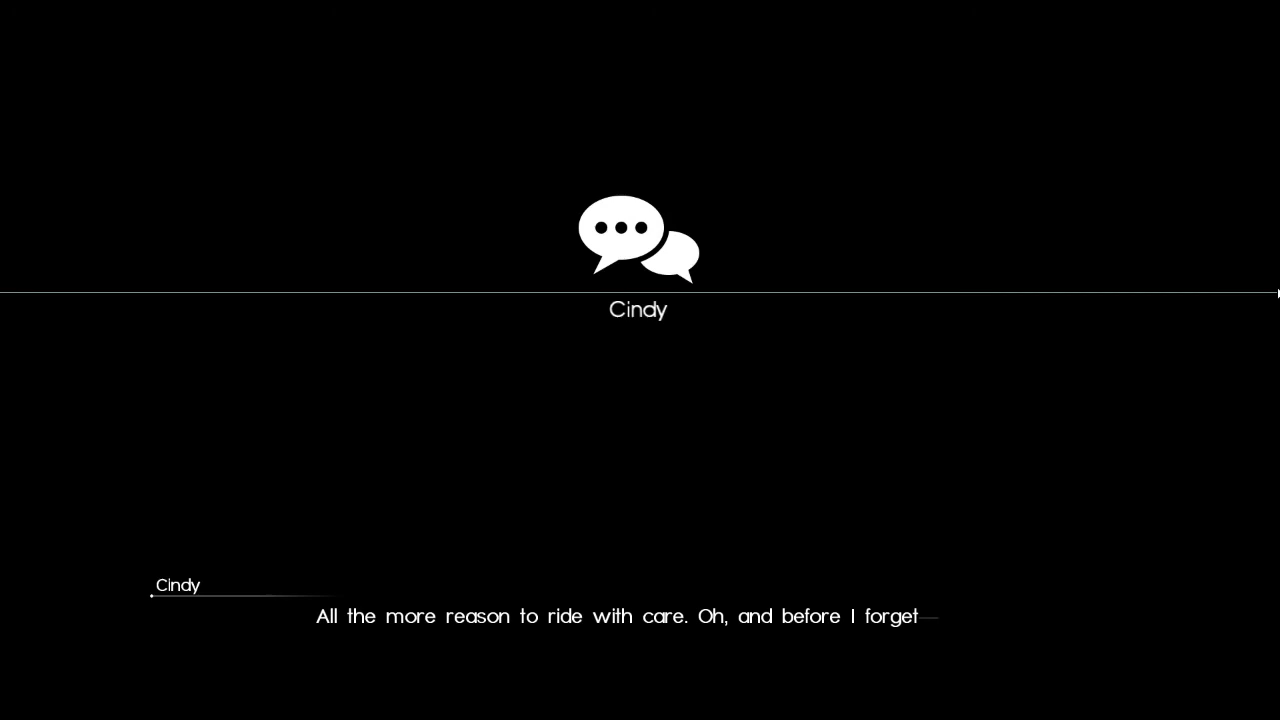 Cindy
Cindy
All the more reason to ride with care. Oh, and before I forget—